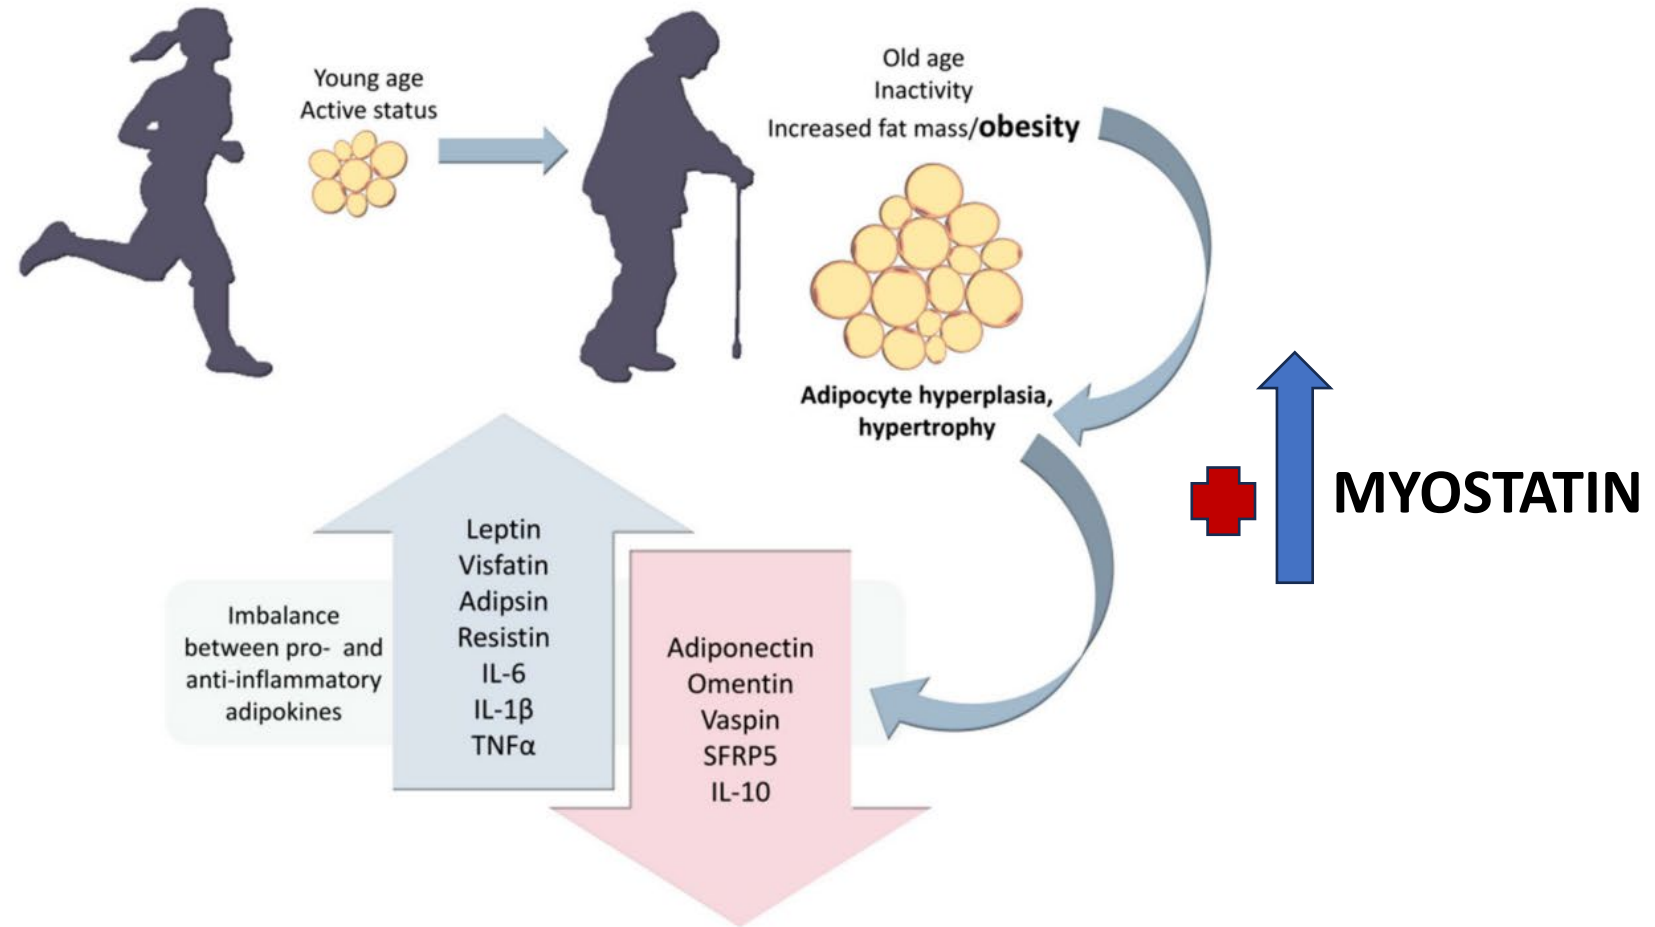 Young age
Active status
Old age
Inactivity
Increased fat mass/obesity
Adipocyte hyperplasia,
hypertrophy
MYOSTATIN
Imbalance
between pro- and
anti-inflammatory
adipokines
Leptin
Visfatin
Adipsin
Resistin
IL-6
IL-1β
TNFα
Adiponectin
Omentin
Vaspin
SFRP5
IL-10